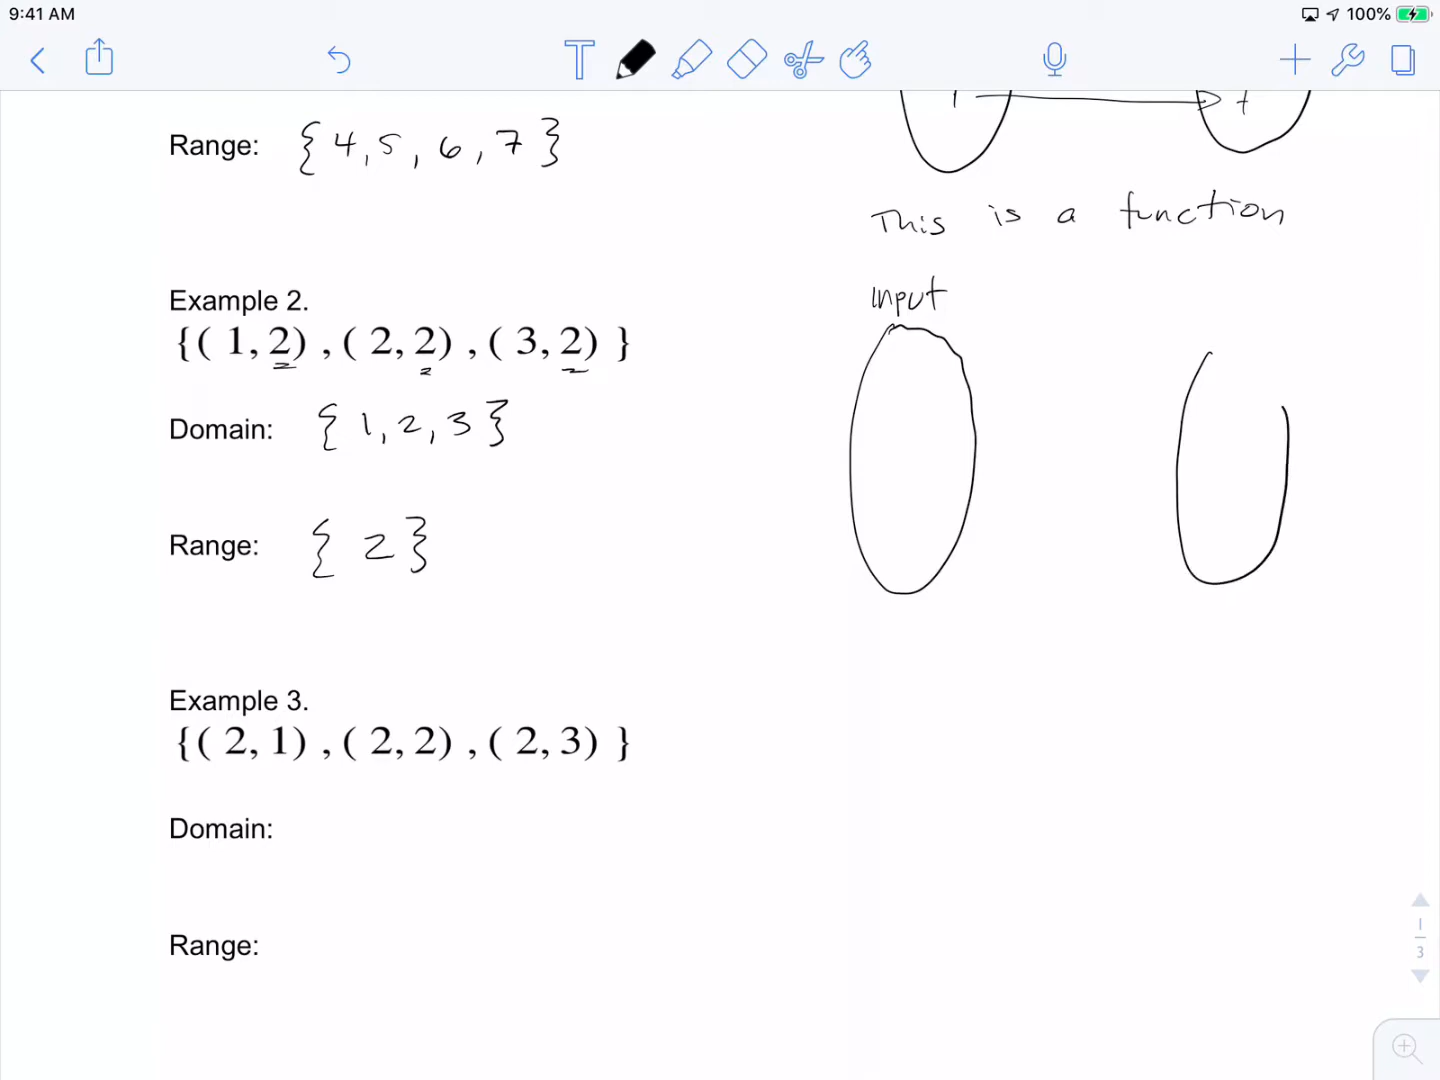 9:41 AM
100%
T
1 7
Range: {4, 5, 6, 7}
This is a function
Example 2.
input
{( 1, 2) , ( 2, 2) , ( 3, 2) }
Domain: {1, 2, 3}
Range: {2}
Example 3.
{( 2, 1) , ( 2, 2) , ( 2, 3) }
Domain:
Range:
1
3